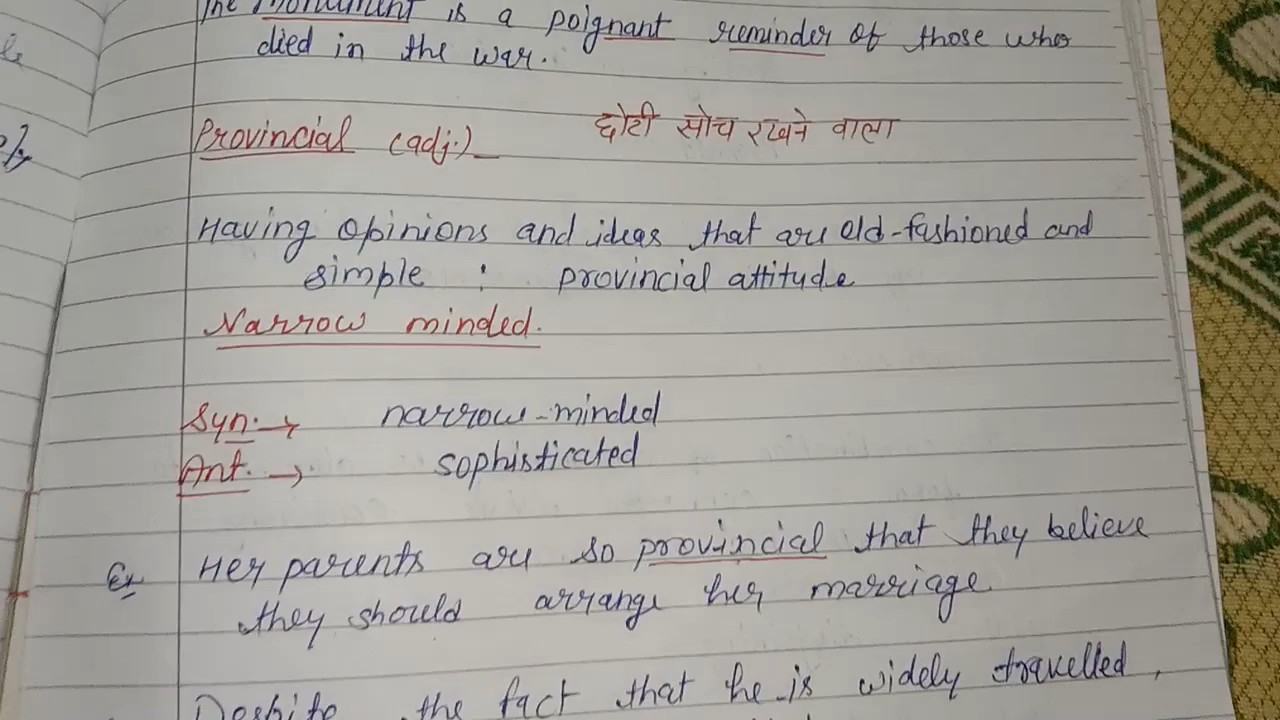 The monument is a poignant reminder of those who
died in the war.
Provincial (adj.) छोटी सोच रखने वाला
Having opinions and ideas that are old-fashioned and
simple : provincial attitude
Narrow minded.
Syn. → narrow-minded
Ant. → sophisticated
Ex Her parents are so provincial that they believe
they should arrange her marriage
Despite the fact that he is widely travelled,